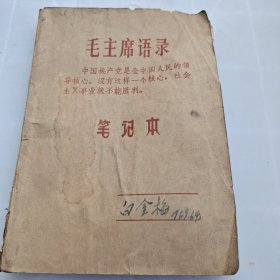 毛主席语录
中国共产党是全中国人民的领
导核心。没有这样一个核心，社会
主义事业就不能胜利。
笔记本
白金梅